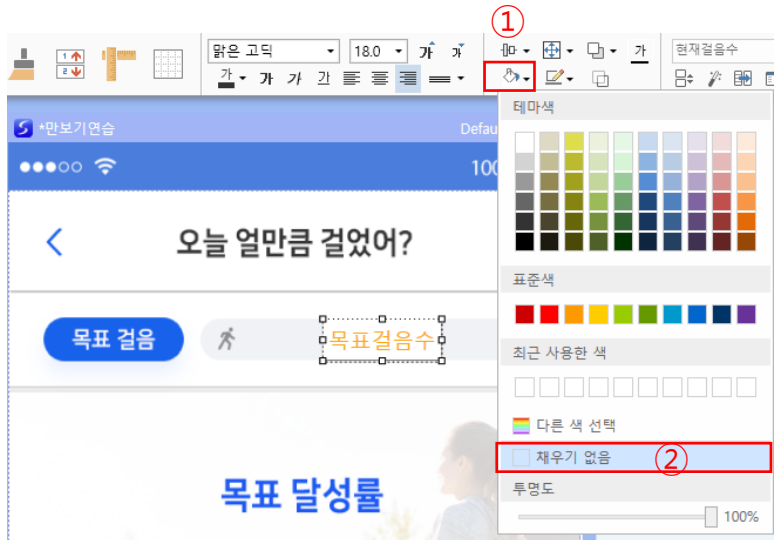 ①
1
2
맑은 고딕
18.0
가 가
가
현재걸음수
가 가 가 간
테마색
*만보기연습
Defau
100
오늘 얼만큼 걸었어?
표준색
목표 걸음
목표걸음수
최근 사용한 색
다른 색 선택
채우기 없음
②
투명도
목표 달성률
100%